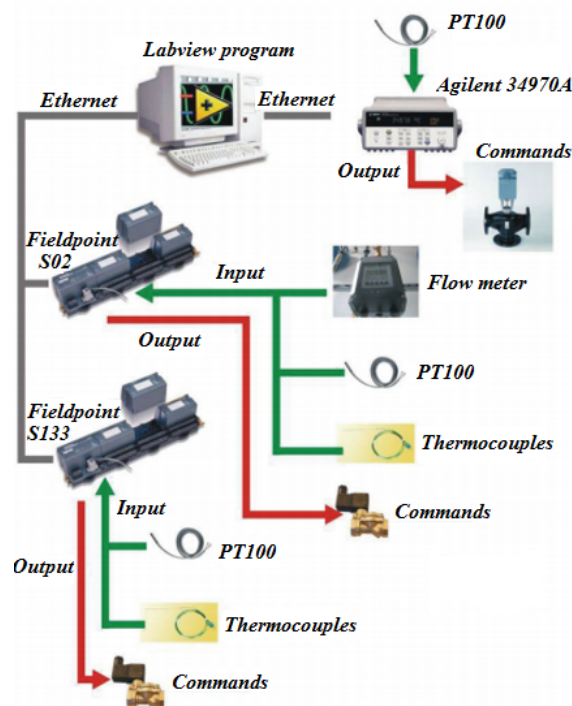 PT100
Labview program
Agilent 34970A
Ethernet
Ethernet
Output
Commands
Fieldpoint
S02
Input
Flow meter
Output
PT100
Fieldpoint
S133
Thermocouples
Input
Commands
PT100
Output
Thermocouples
Commands